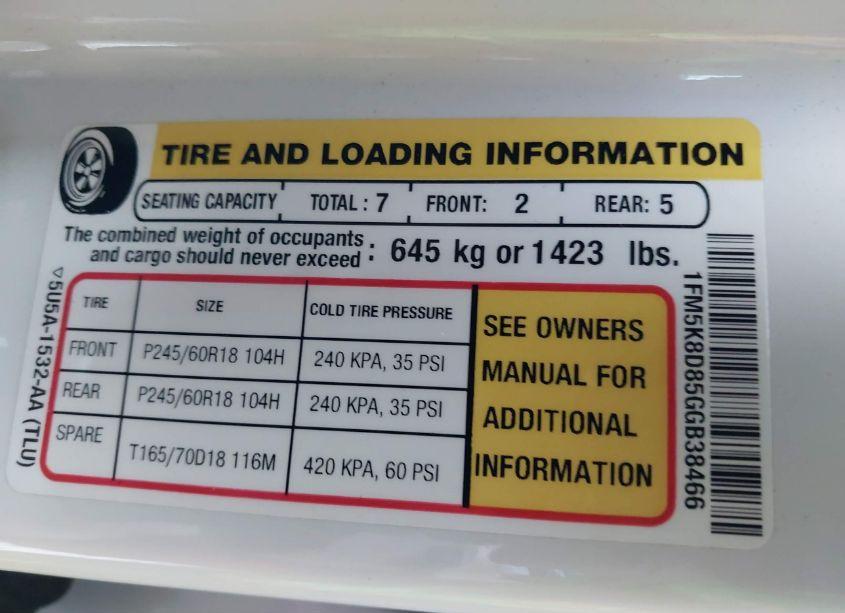 TIRE AND LOADING INFORMATION
SEATING CAPACITY TOTAL : 7 FRONT: 2 REAR: 5
The combined weight of occupants
and cargo should never exceed : 645 kg or 1423 lbs.
TIRE SIZE COLD TIRE PRESSURE
FRONT P245/60R18 104H 240 KPA, 35 PSI
REAR P245/60R18 104H 240 KPA, 35 PSI
SPARE T165/70D18 116M 420 KPA, 60 PSI
SEE OWNERS
MANUAL FOR
ADDITIONAL
INFORMATION
▽5U5A-1532-AA (TLU)
1FM5K8D85GGB38466